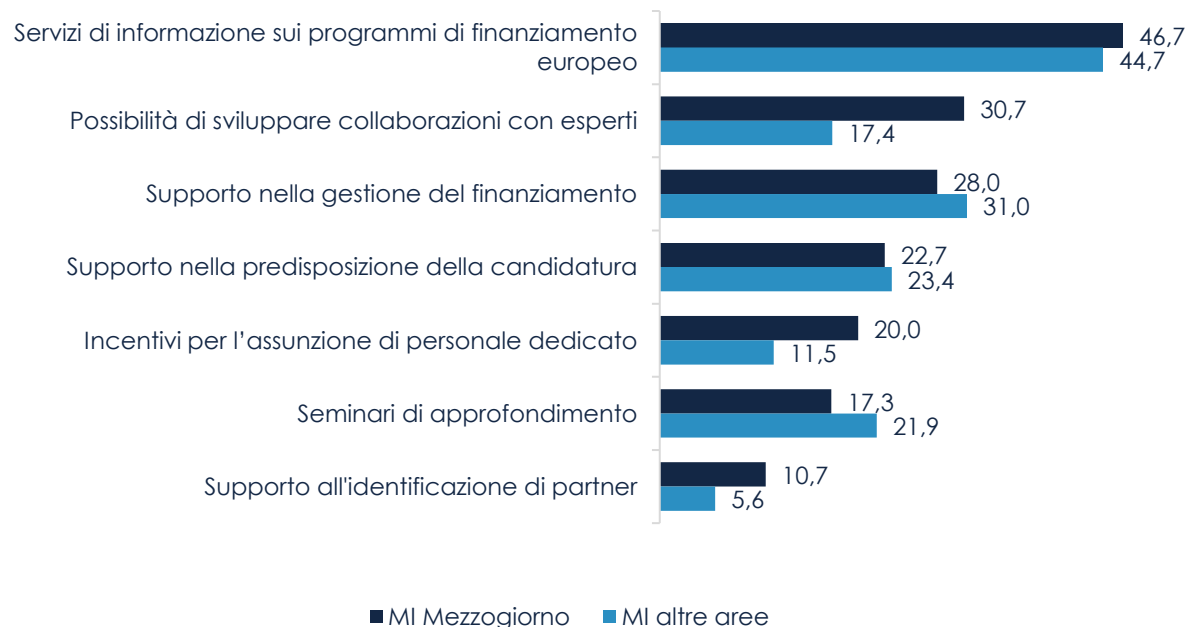 Servizi di informazione sui programmi di finanziamento
europeo
46,7
44,7
Possibilità di sviluppare collaborazioni con esperti
30,7
17,4
Supporto nella gestione del finanziamento
28,0
31,0
Supporto nella predisposizione della candidatura
22,7
23,4
Incentivi per l’assunzione di personale dedicato
20,0
11,5
Seminari di approfondimento
17,3
21,9
Supporto all'identificazione di partner
10,7
5,6
MI Mezzogiorno MI altre aree